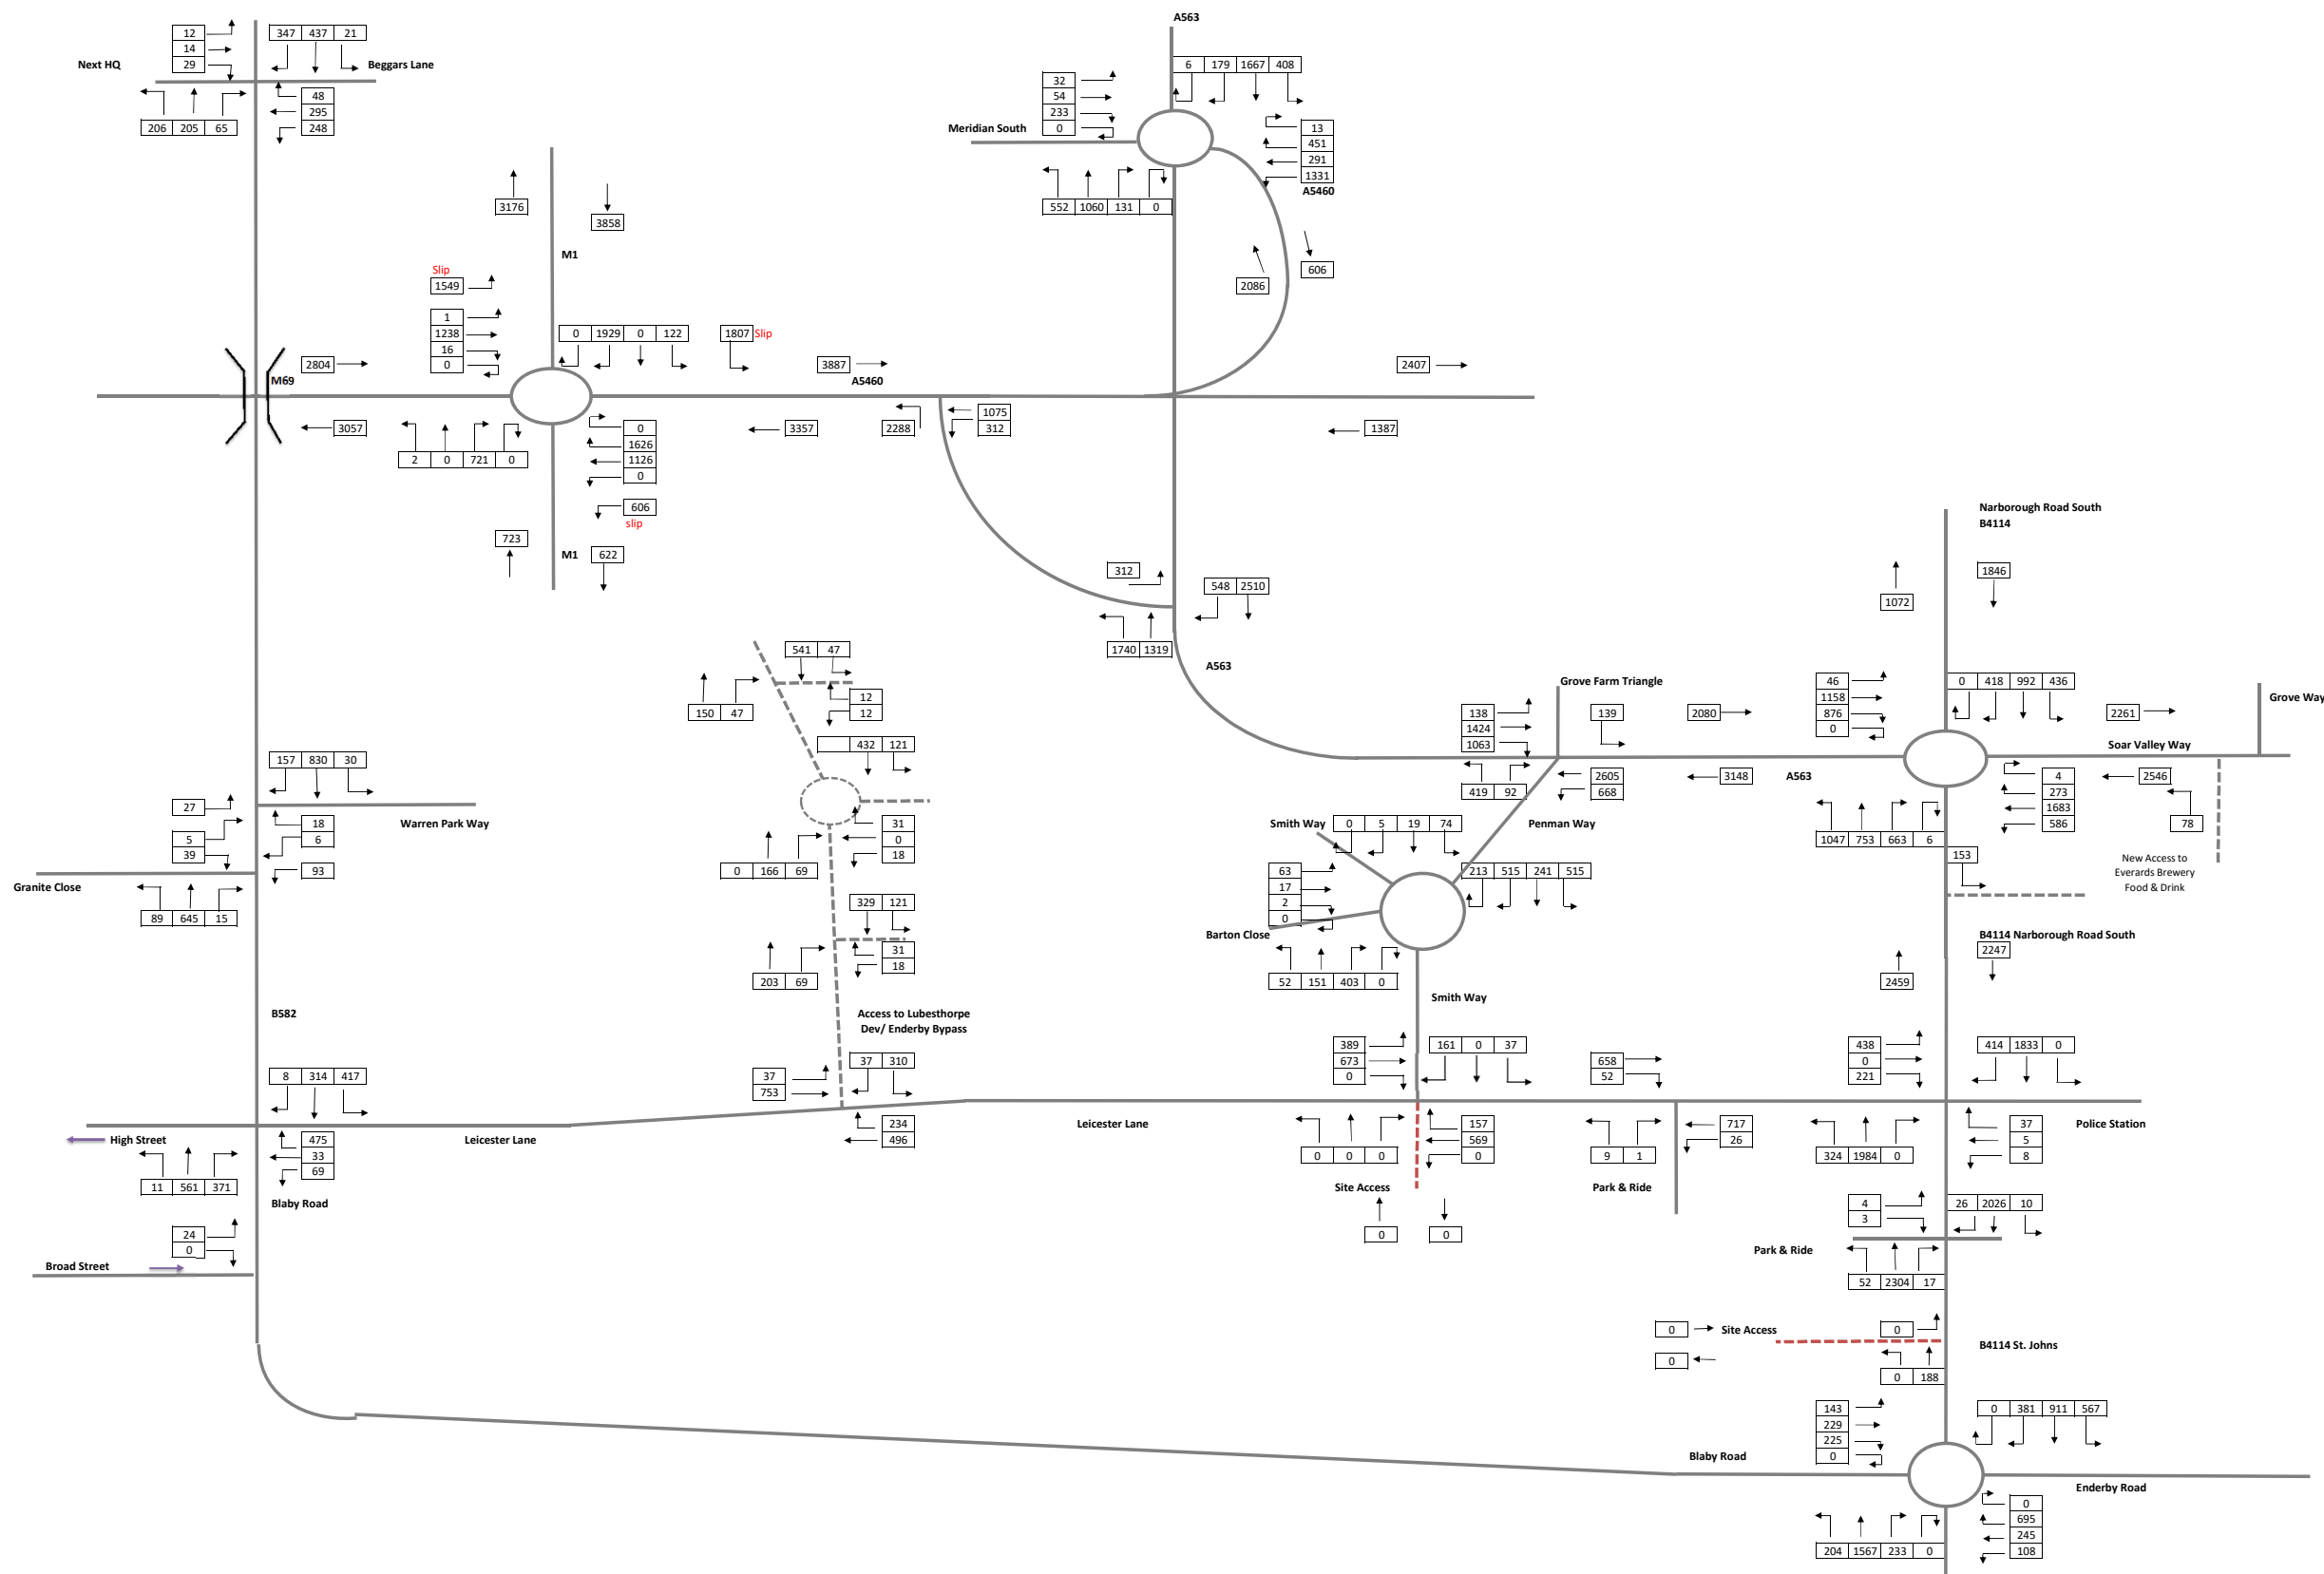 A563
12
347 437 21
14
29
Next HQ
Beggars Lane
6 179 1667 408
32
54
233
0
48
295
248
206 205 65
Meridian South
13
451
291
1331
A5460
3176
3858
552 1060 131 0
M1
Slip
1549
2086
606
1
1238
16
0
0 1929 0 122
1807 Slip
2804
3887
2407
M69
A5460
3057
3357
2288
1075
312
1387
2 0 721 0
0
1626
1126
0
606
slip
Narborough Road South
B4114
723
M1
622
312
548 2510
1846
1072
1740 1319
541 47
A563
Grove Farm Triangle
46
1158
876
0
0 418 992 436
Grove Way
12
12
150 47
138
1424
1063
139
2080
2261
432 121
Soar Valley Way
157 830 30
419 92
2605
668
3148
A563
4
273
1683
586
2546
27
78
Warren Park Way
18
6
5
39
31
0
18
Smith Way
0 5 19 74
Penman Way
1047 753 663 6
153
New Access to
Everards Brewery
Food & Drink
93
0 166 69
63
17
2
0
213 515 241 515
Granite Close
89 645 15
329 121
Barton Close
B4114 Narborough Road South
31
18
2247
203 69
52 151 403 0
2459
Smith Way
B582
Access to Lubesthorpe
Dev/ Enderby Bypass
389
673
0
161 0 37
438
0
221
414 1833 0
37 310
658
52
8 314 417
37
753
234
496
Leicester Lane
157
569
0
717
26
37
5
8
Police Station
High Street
475
33
69
Leicester Lane
0 0 0
9 1
324 1984 0
11 561 371
Site Access
Park & Ride
Blaby Road
4
3
26 2026 10
24
0
0
0
Park & Ride
Broad Street
52 2304 17
0
Site Access
0
B4114 St. Johns
0
0 188
143
229
225
0
0 381 911 567
Blaby Road
Enderby Road
0
695
245
108
204 1567 233 0